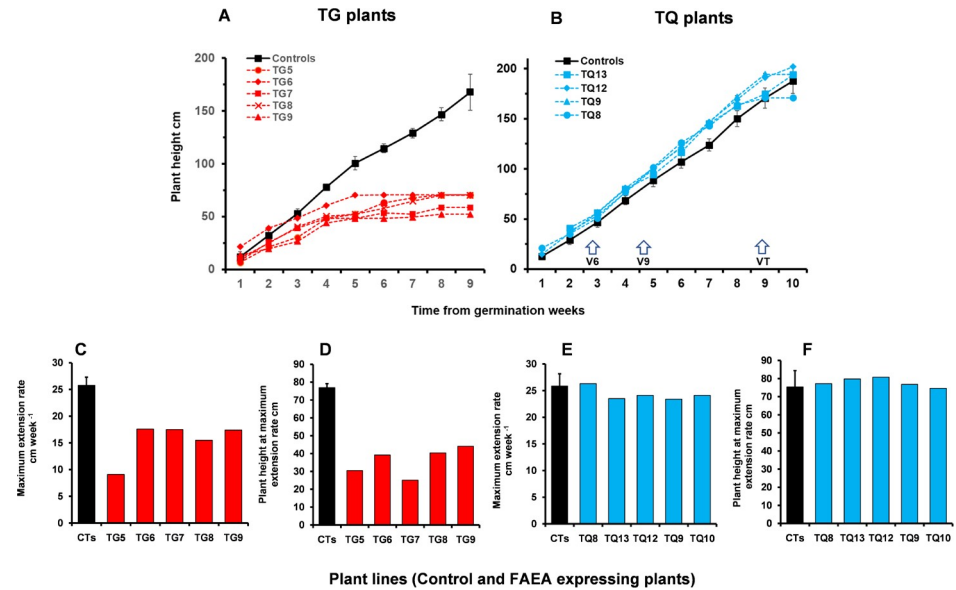 A
TG plants
B
TQ plants
Plant height cm
200
150
100
50
0
Controls
TG5
TG6
TG7
TG8
TG9
1 2 3 4 5 6 7 8 9
200
150
100
50
0
Controls
TQ13
TQ12
TQ9
TQ8
V6 V9 VT
1 2 3 4 5 6 7 8 9 10
Time from germination weeks
C
Maximum extension rate
cm week -1
30
25
20
15
10
5
0
CTs TG5 TG6 TG7 TG8 TG9
D
Plant height at maximum
extension rate cm
90
80
70
60
50
40
30
20
10
0
CTs TG5 TG6 TG7 TG8 TG9
E
Maximum extension rate
cm week -1
30
25
20
15
10
5
0
CTs TQ8 TQ13 TQ12 TQ9 TQ10
F
Plant height at maximum
extension rate cm
90
80
70
60
50
40
30
20
10
0
CTs TQ8 TQ13 TQ12 TQ9 TQ10
Plant lines (Control and FAEA expressing plants)